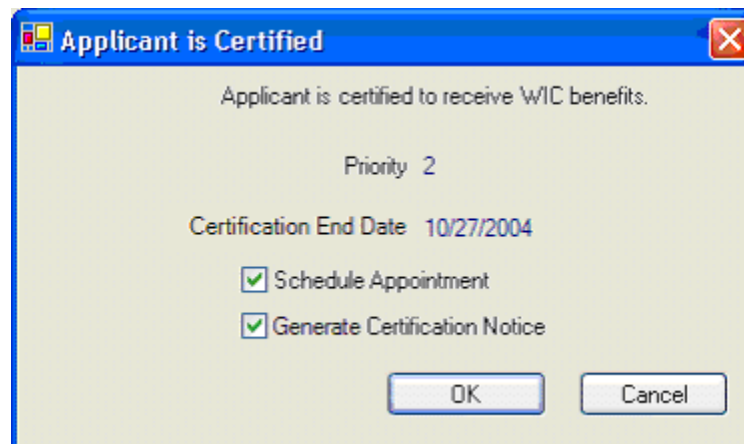 Applicant is Certified
Applicant is certified to receive WIC benefits.
Priority 2
Certification End Date 10/27/2004
Schedule Appointment
Generate Certification Notice
OK Cancel